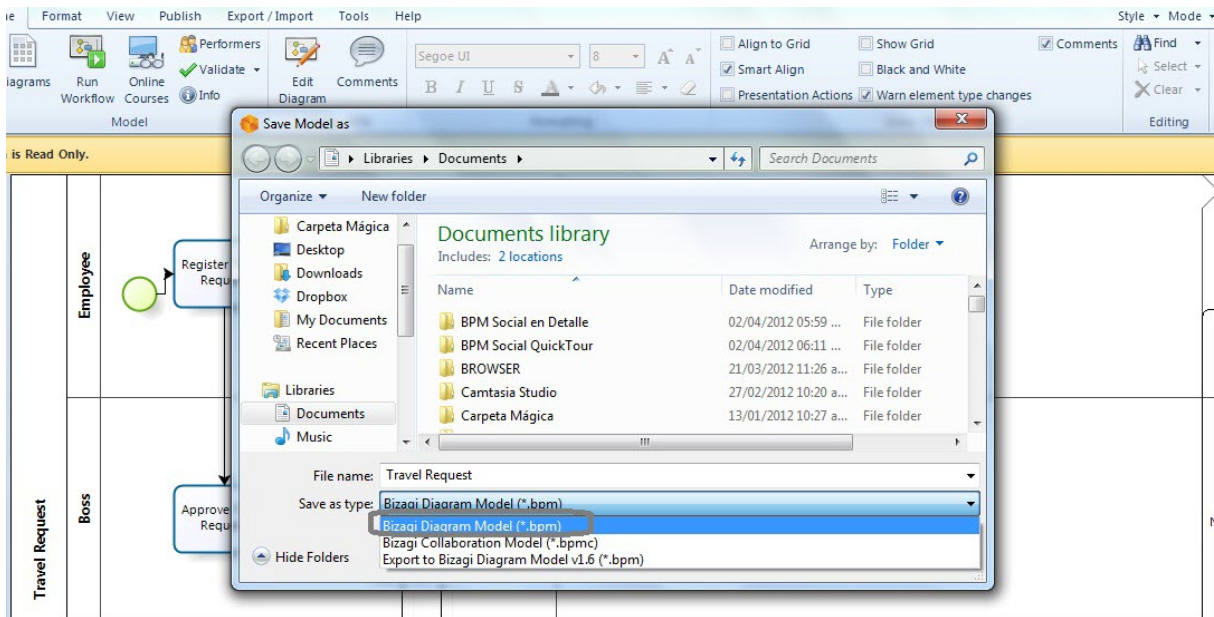 Format View Publish Export / Import Tools Help Style Mode
Performers
Validate
Info
Run Workflow
Online Courses
Edit Diagram
Comments
Segoe UI 8 A A
B I U S A
Align to Grid Show Grid Comments
Smart Align Black and White
Presentation Actions Warn element type changes
Find
Select
Clear
Model Editing
is Read Only.
Save Model as
Libraries Documents Search Documents
Organize New folder
Carpeta Mágica
Desktop
Downloads
Dropbox
My Documents
Recent Places
Libraries
Documents
Music
Documents library
Includes: 2 locations
Arrange by: Folder
Name Date modified Type
BPM Social en Detalle 02/04/2012 05:59 ... File folder
BPM Social QuickTour 02/04/2012 06:11 ... File folder
BROWSER 21/03/2012 11:26 a... File folder
Camtasia Studio 27/02/2012 10:20 a... File folder
Carpeta Mágica 13/01/2012 10:27 a... File folder
File name: Travel Request
Save as type: Bizagi Diagram Model (*.bpm)
Bizagi Diagram Model (*.bpm)
Bizagi Collaboration Model (*.bpmc)
Export to Bizagi Diagram Model v1.6 (*.bpm)
Hide Folders
Travel Request
Employee
Register
Requ
Boss
Approve
Requ